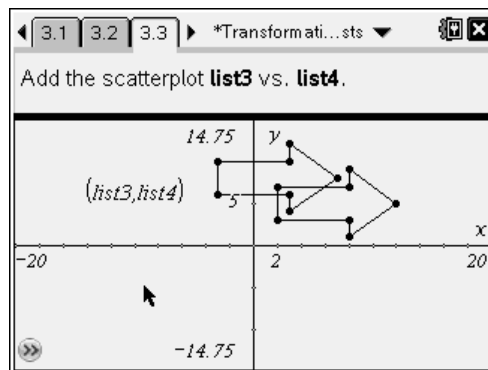 3.1 3.2 3.3 *Transformati...sts
Add the scatterplot list3 vs. list4.
14.75 y
(list3,list4)
5
x
-20 2 20
-14.75